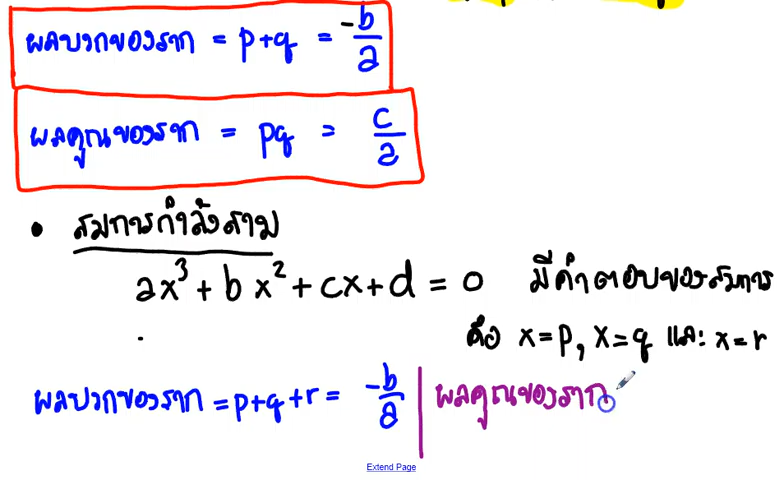 ผลบวกของราก = p+q = -b/a
ผลคูณของราก = pq = c/a
• สมการกำลังสาม
ax³ + bx² + cx + d = 0 มีคำตอบของสมการ
คือ x=p, x=q และ x=r
ผลบวกของราก = p+q+r = -b/a | ผลคูณของราก
Extend Page